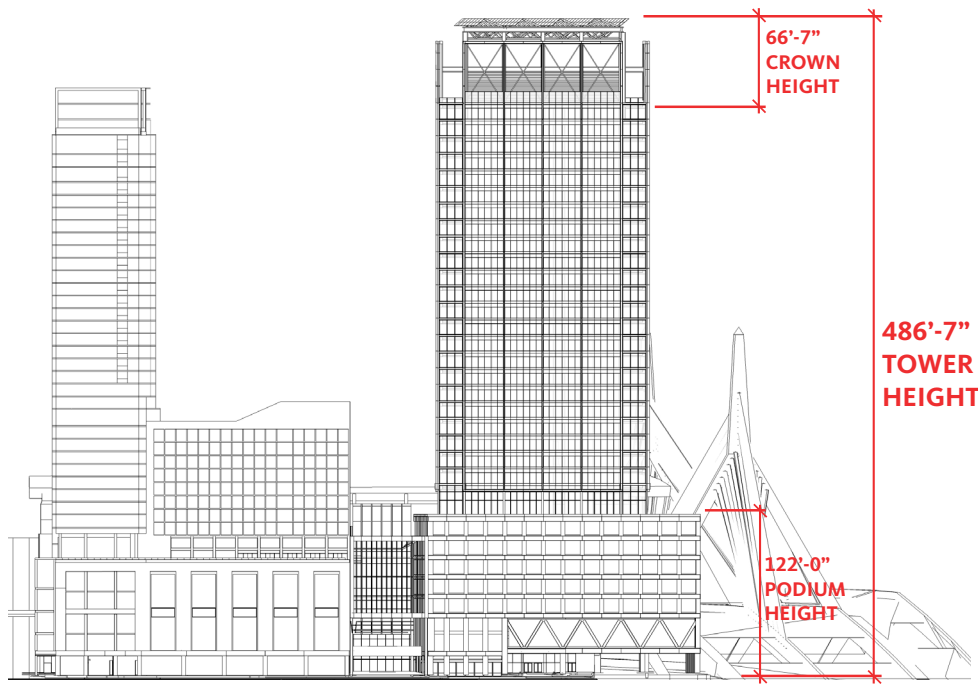 66’-7”
CROWN
HEIGHT
486’-7”
TOWER
HEIGHT
122’-0”
PODIUM
HEIGHT